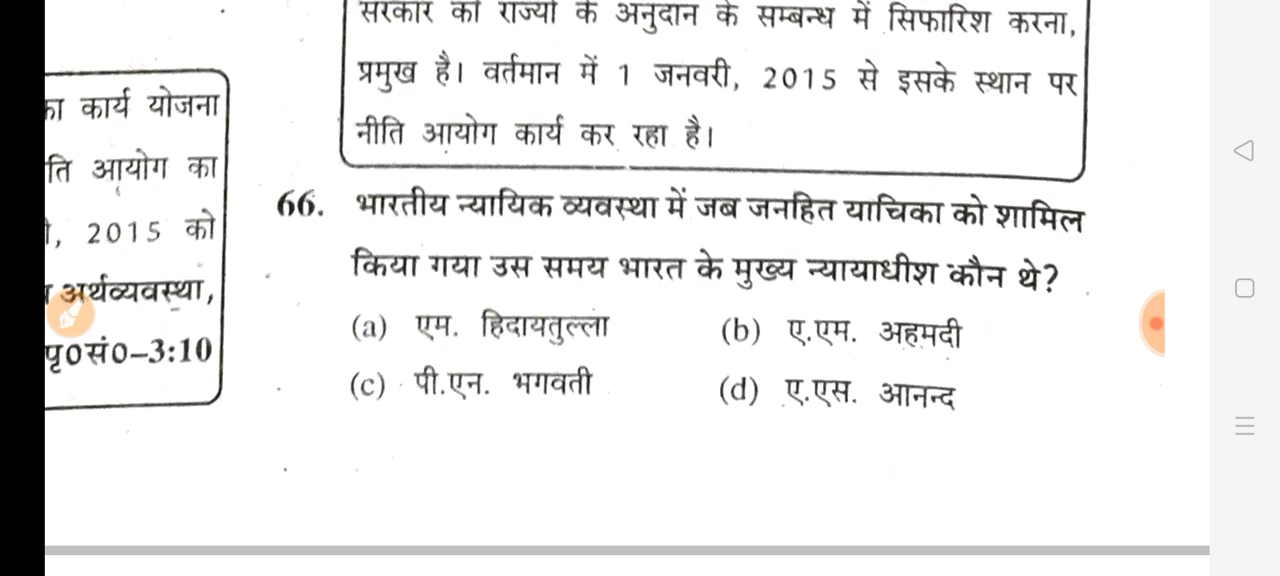 सरकार को राज्यों के अनुदान के सम्बन्ध में सिफारिश करना,
प्रमुख है। वर्तमान में 1 जनवरी, 2015 से इसके स्थान पर
नीति आयोग कार्य कर रहा है।
का कार्य योजना
ति आयोग का
, 2015 को
अर्थव्यवस्था,
पृ०सं०–3:10
66. भारतीय न्यायिक व्यवस्था में जब जनहित याचिका को शामिल
किया गया उस समय भारत के मुख्य न्यायाधीश कौन थे?
(a) एम. हिदायतुल्ला (b) ए.एम. अहमदी
(c) पी.एन. भगवती (d) ए.एस. आनन्द